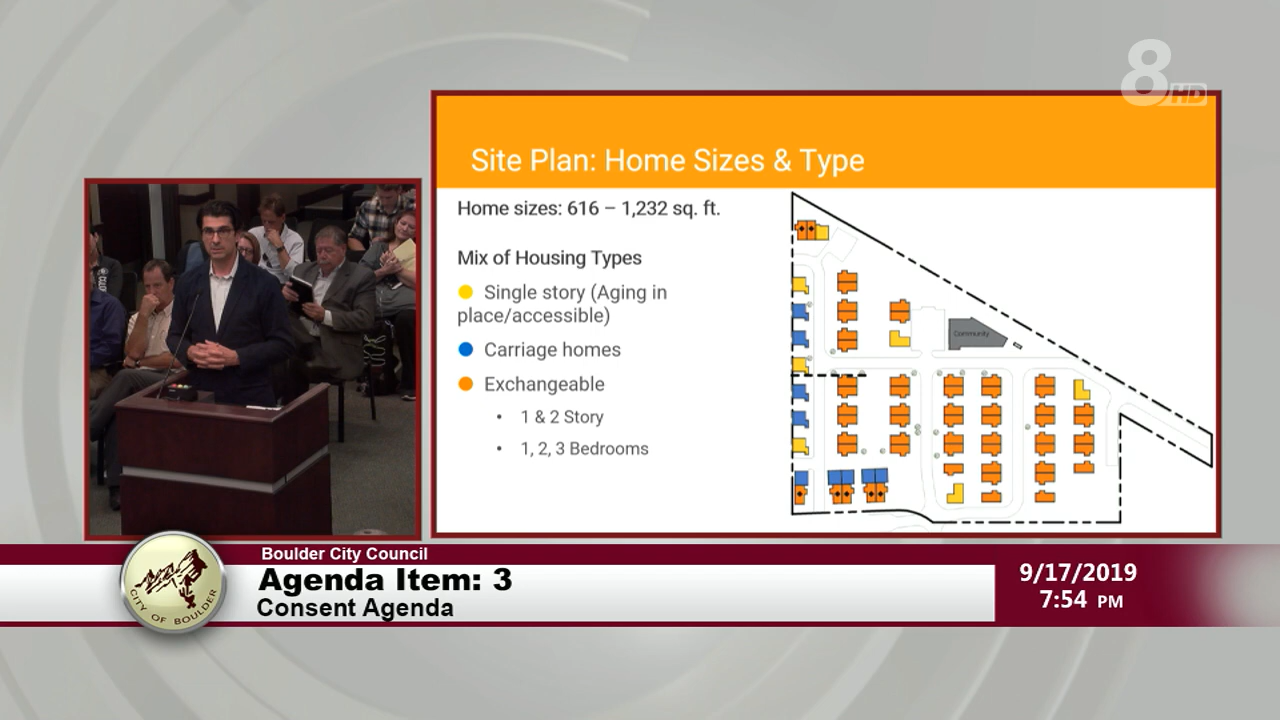 8HD
Site Plan: Home Sizes & Type
Home sizes: 616 – 1,232 sq. ft.
Mix of Housing Types
Single story (Aging in
place/accessible)
Carriage homes
Exchangeable
• 1 & 2 Story
• 1, 2, 3 Bedrooms
Community
Boulder City Council
Agenda Item: 3
Consent Agenda
CITY OF BOULDER
9/17/2019
7:54 PM